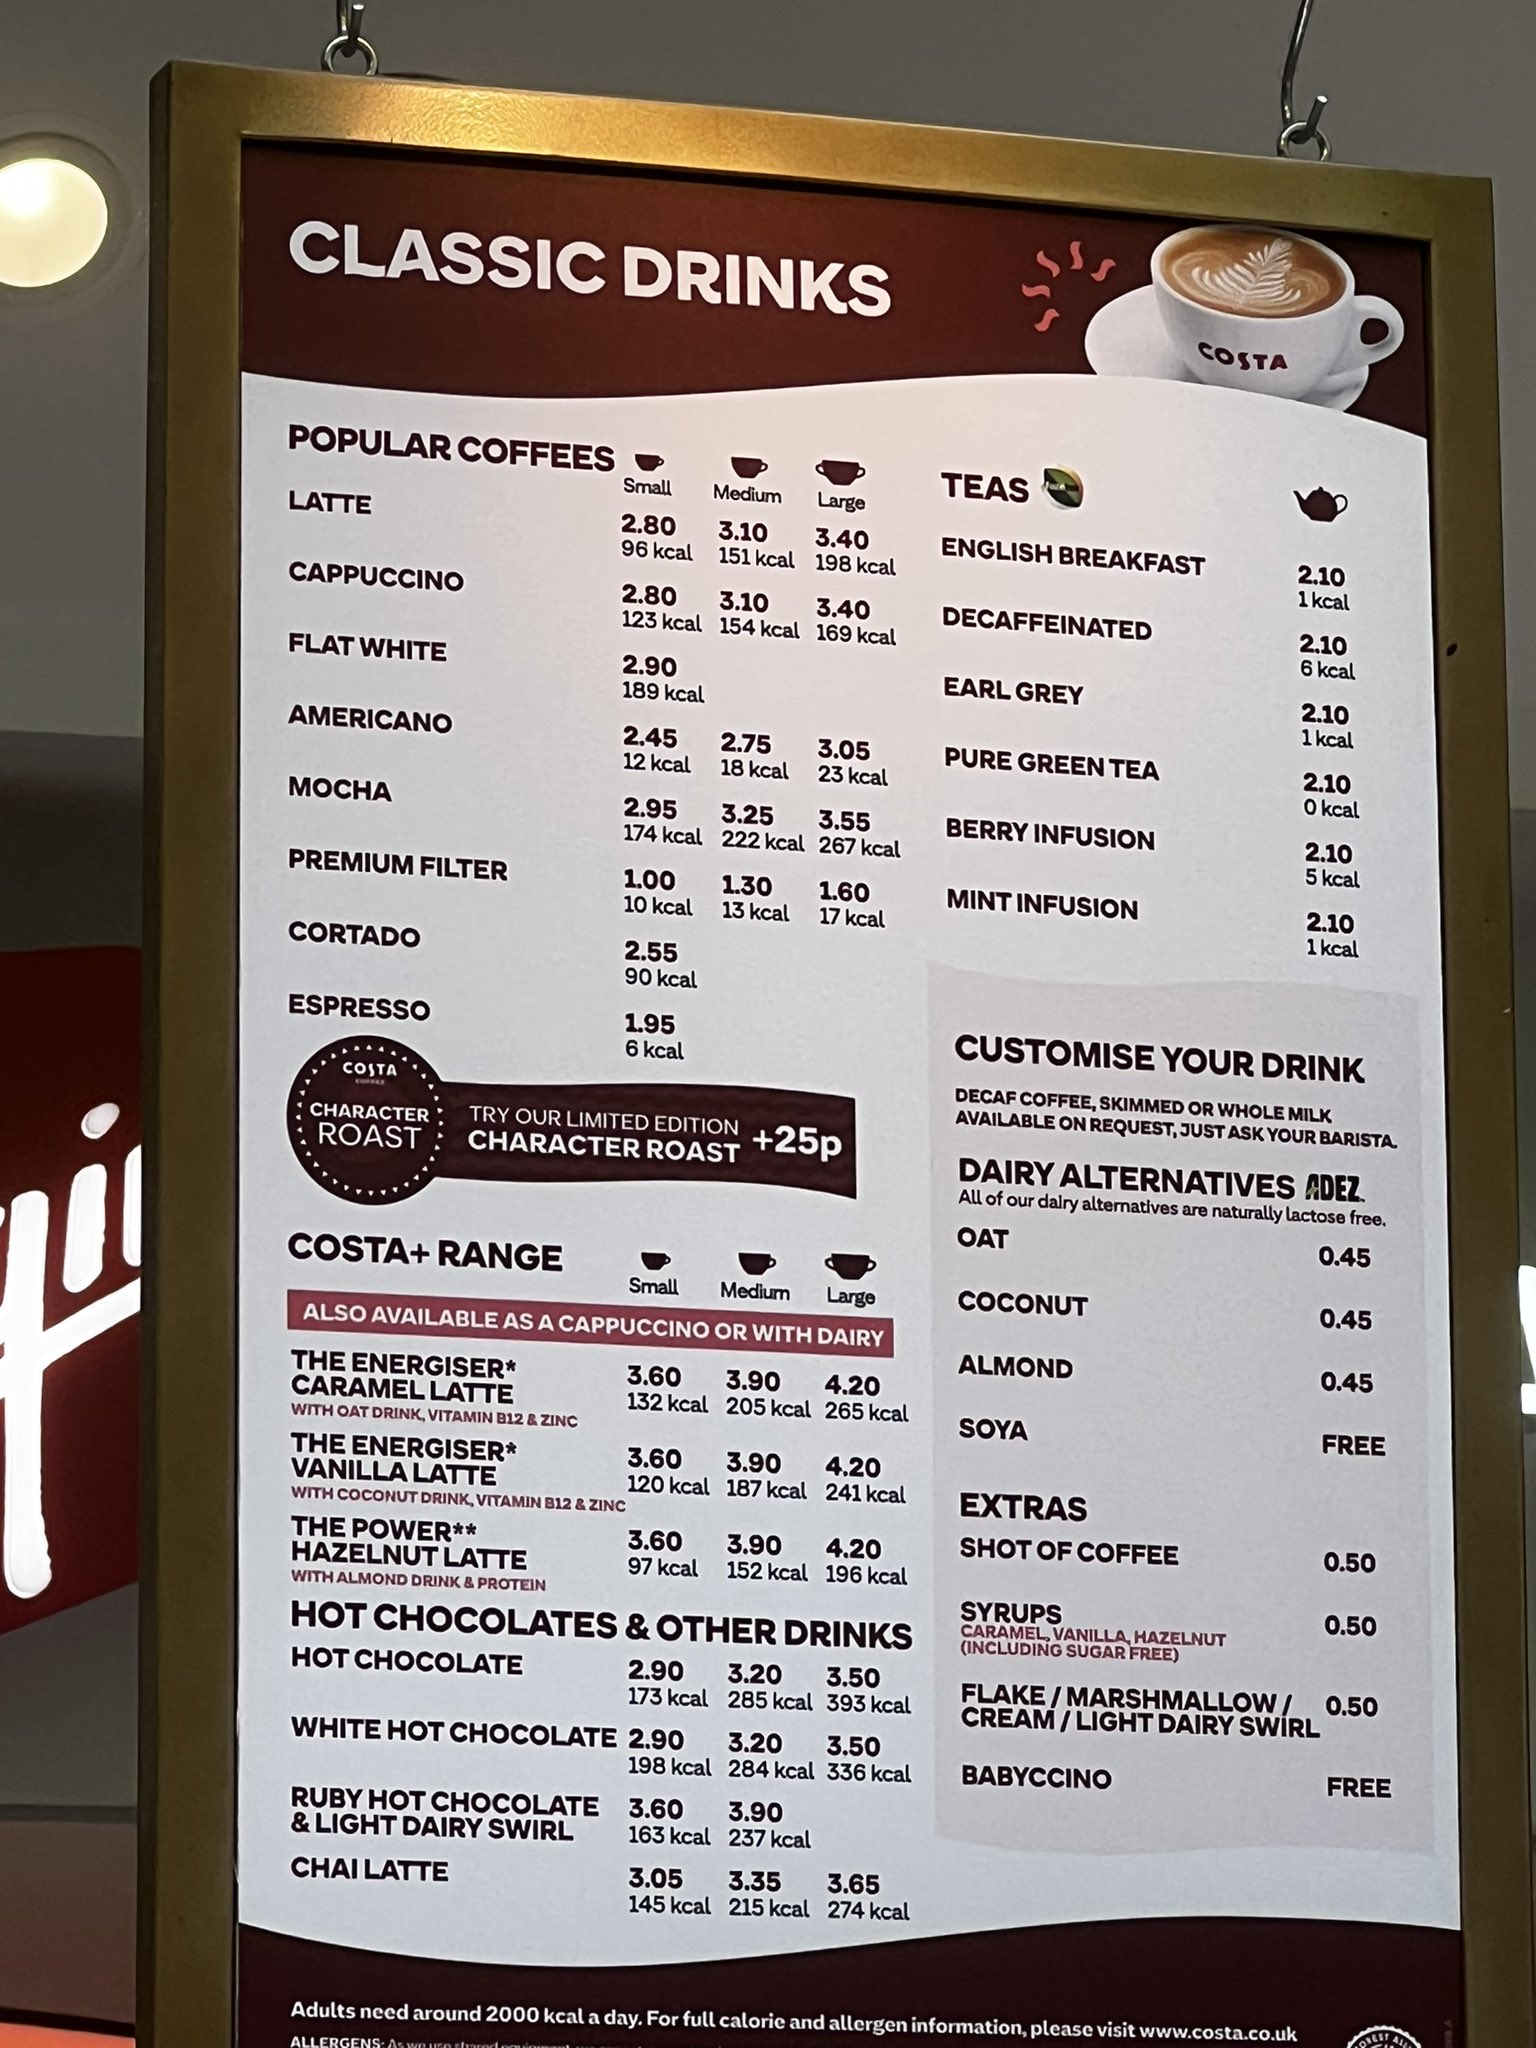 CLASSIC DRINKS
COSTA
POPULAR COFFEES
Small Medium Large
LATTE
2.80 3.10 3.40
96 kcal 151 kcal 198 kcal
CAPPUCCINO
2.80 3.10 3.40
123 kcal 154 kcal 169 kcal
FLAT WHITE
2.90
189 kcal
AMERICANO
2.45 2.75 3.05
12 kcal 18 kcal 23 kcal
MOCHA
2.95 3.25 3.55
174 kcal 222 kcal 267 kcal
PREMIUM FILTER
1.00 1.30 1.60
10 kcal 13 kcal 17 kcal
CORTADO
2.55
90 kcal
ESPRESSO
1.95
6 kcal
COSTA
COFFEE
CHARACTER
ROAST
TRY OUR LIMITED EDITION
CHARACTER ROAST +25p
COSTA+ RANGE
Small Medium Large
ALSO AVAILABLE AS A CAPPUCCINO OR WITH DAIRY
THE ENERGISER*
CARAMEL LATTE
WITH OAT DRINK, VITAMIN B12 & ZINC
3.60 3.90 4.20
132 kcal 205 kcal 265 kcal
THE ENERGISER*
VANILLA LATTE
WITH COCONUT DRINK, VITAMIN B12 & ZINC
3.60 3.90 4.20
120 kcal 187 kcal 241 kcal
THE POWER**
HAZELNUT LATTE
WITH ALMOND DRINK & PROTEIN
3.60 3.90 4.20
97 kcal 152 kcal 196 kcal
HOT CHOCOLATES & OTHER DRINKS
HOT CHOCOLATE
2.90 3.20 3.50
173 kcal 285 kcal 393 kcal
WHITE HOT CHOCOLATE 2.90 3.20 3.50
198 kcal 284 kcal 336 kcal
RUBY HOT CHOCOLATE
& LIGHT DAIRY SWIRL
3.60 3.90
163 kcal 237 kcal
CHAI LATTE
3.05 3.35 3.65
145 kcal 215 kcal 274 kcal
TEAS
ENGLISH BREAKFAST
2.10
1 kcal
DECAFFEINATED
2.10
6 kcal
EARL GREY
2.10
1 kcal
PURE GREEN TEA
2.10
0 kcal
BERRY INFUSION
2.10
5 kcal
MINT INFUSION
2.10
1 kcal
CUSTOMISE YOUR DRINK
DECAF COFFEE, SKIMMED OR WHOLE MILK
AVAILABLE ON REQUEST, JUST ASK YOUR BARISTA.
DAIRY ALTERNATIVES ADEZ
All of our dairy alternatives are naturally lactose free.
OAT 0.45
COCONUT 0.45
ALMOND 0.45
SOYA FREE
EXTRAS
SHOT OF COFFEE 0.50
SYRUPS 0.50
CARAMEL, VANILLA, HAZELNUT
(INCLUDING SUGAR FREE)
FLAKE / MARSHMALLOW / 0.50
CREAM / LIGHT DAIRY SWIRL
BABYCCINO FREE
Adults need around 2000 kcal a day. For full calorie and allergen information, please visit www.costa.co.uk
ALLERGENS: As we use shared equipment,